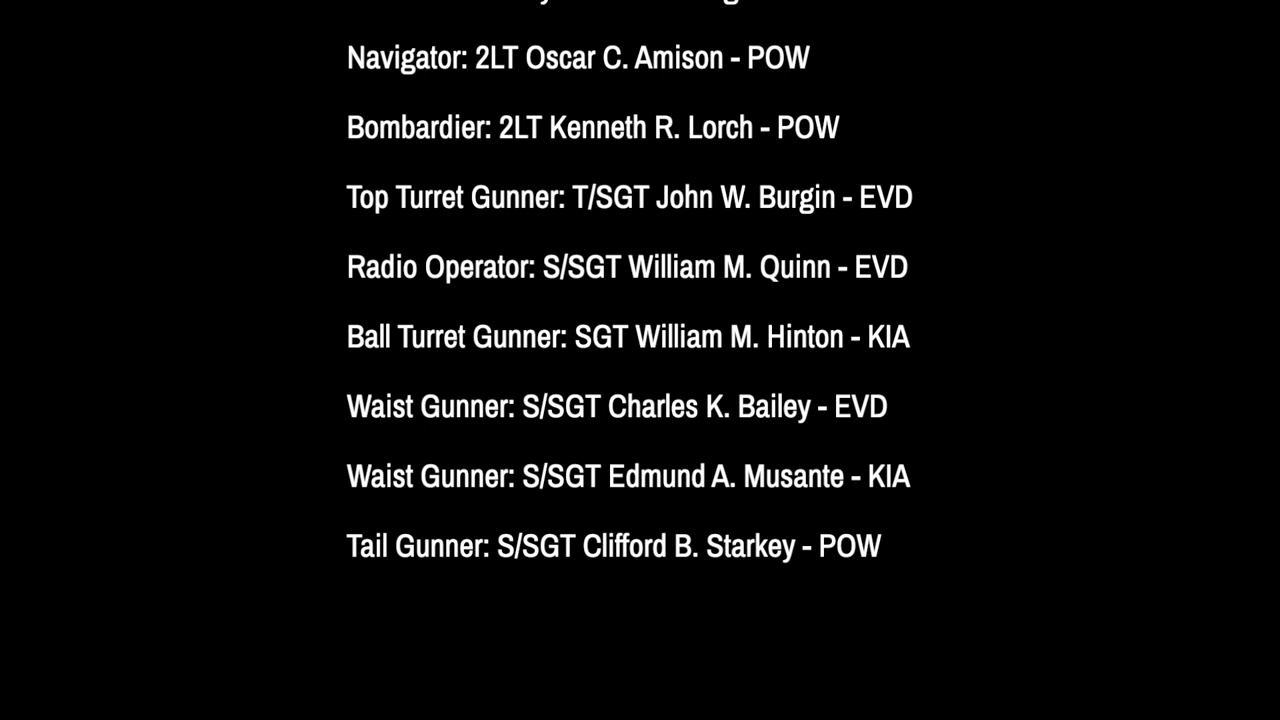 Navigator: 2LT Oscar C. Amison - POW
Bombardier: 2LT Kenneth R. Lorch - POW
Top Turret Gunner: T/SGT John W. Burgin - EVD
Radio Operator: S/SGT William M. Quinn - EVD
Ball Turret Gunner: SGT William M. Hinton - KIA
Waist Gunner: S/SGT Charles K. Bailey - EVD
Waist Gunner: S/SGT Edmund A. Musante - KIA
Tail Gunner: S/SGT Clifford B. Starkey - POW